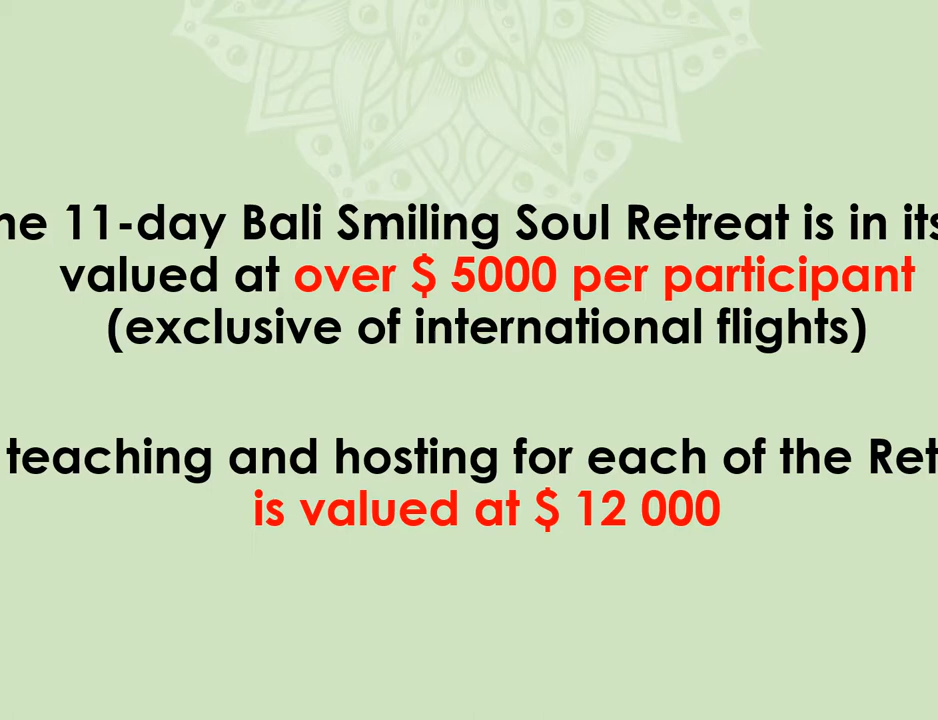 he 11-day Bali Smiling Soul Retreat is in its
valued at over $ 5000 per participant
(exclusive of international flights)
teaching and hosting for each of the Ret
is valued at $ 12 000